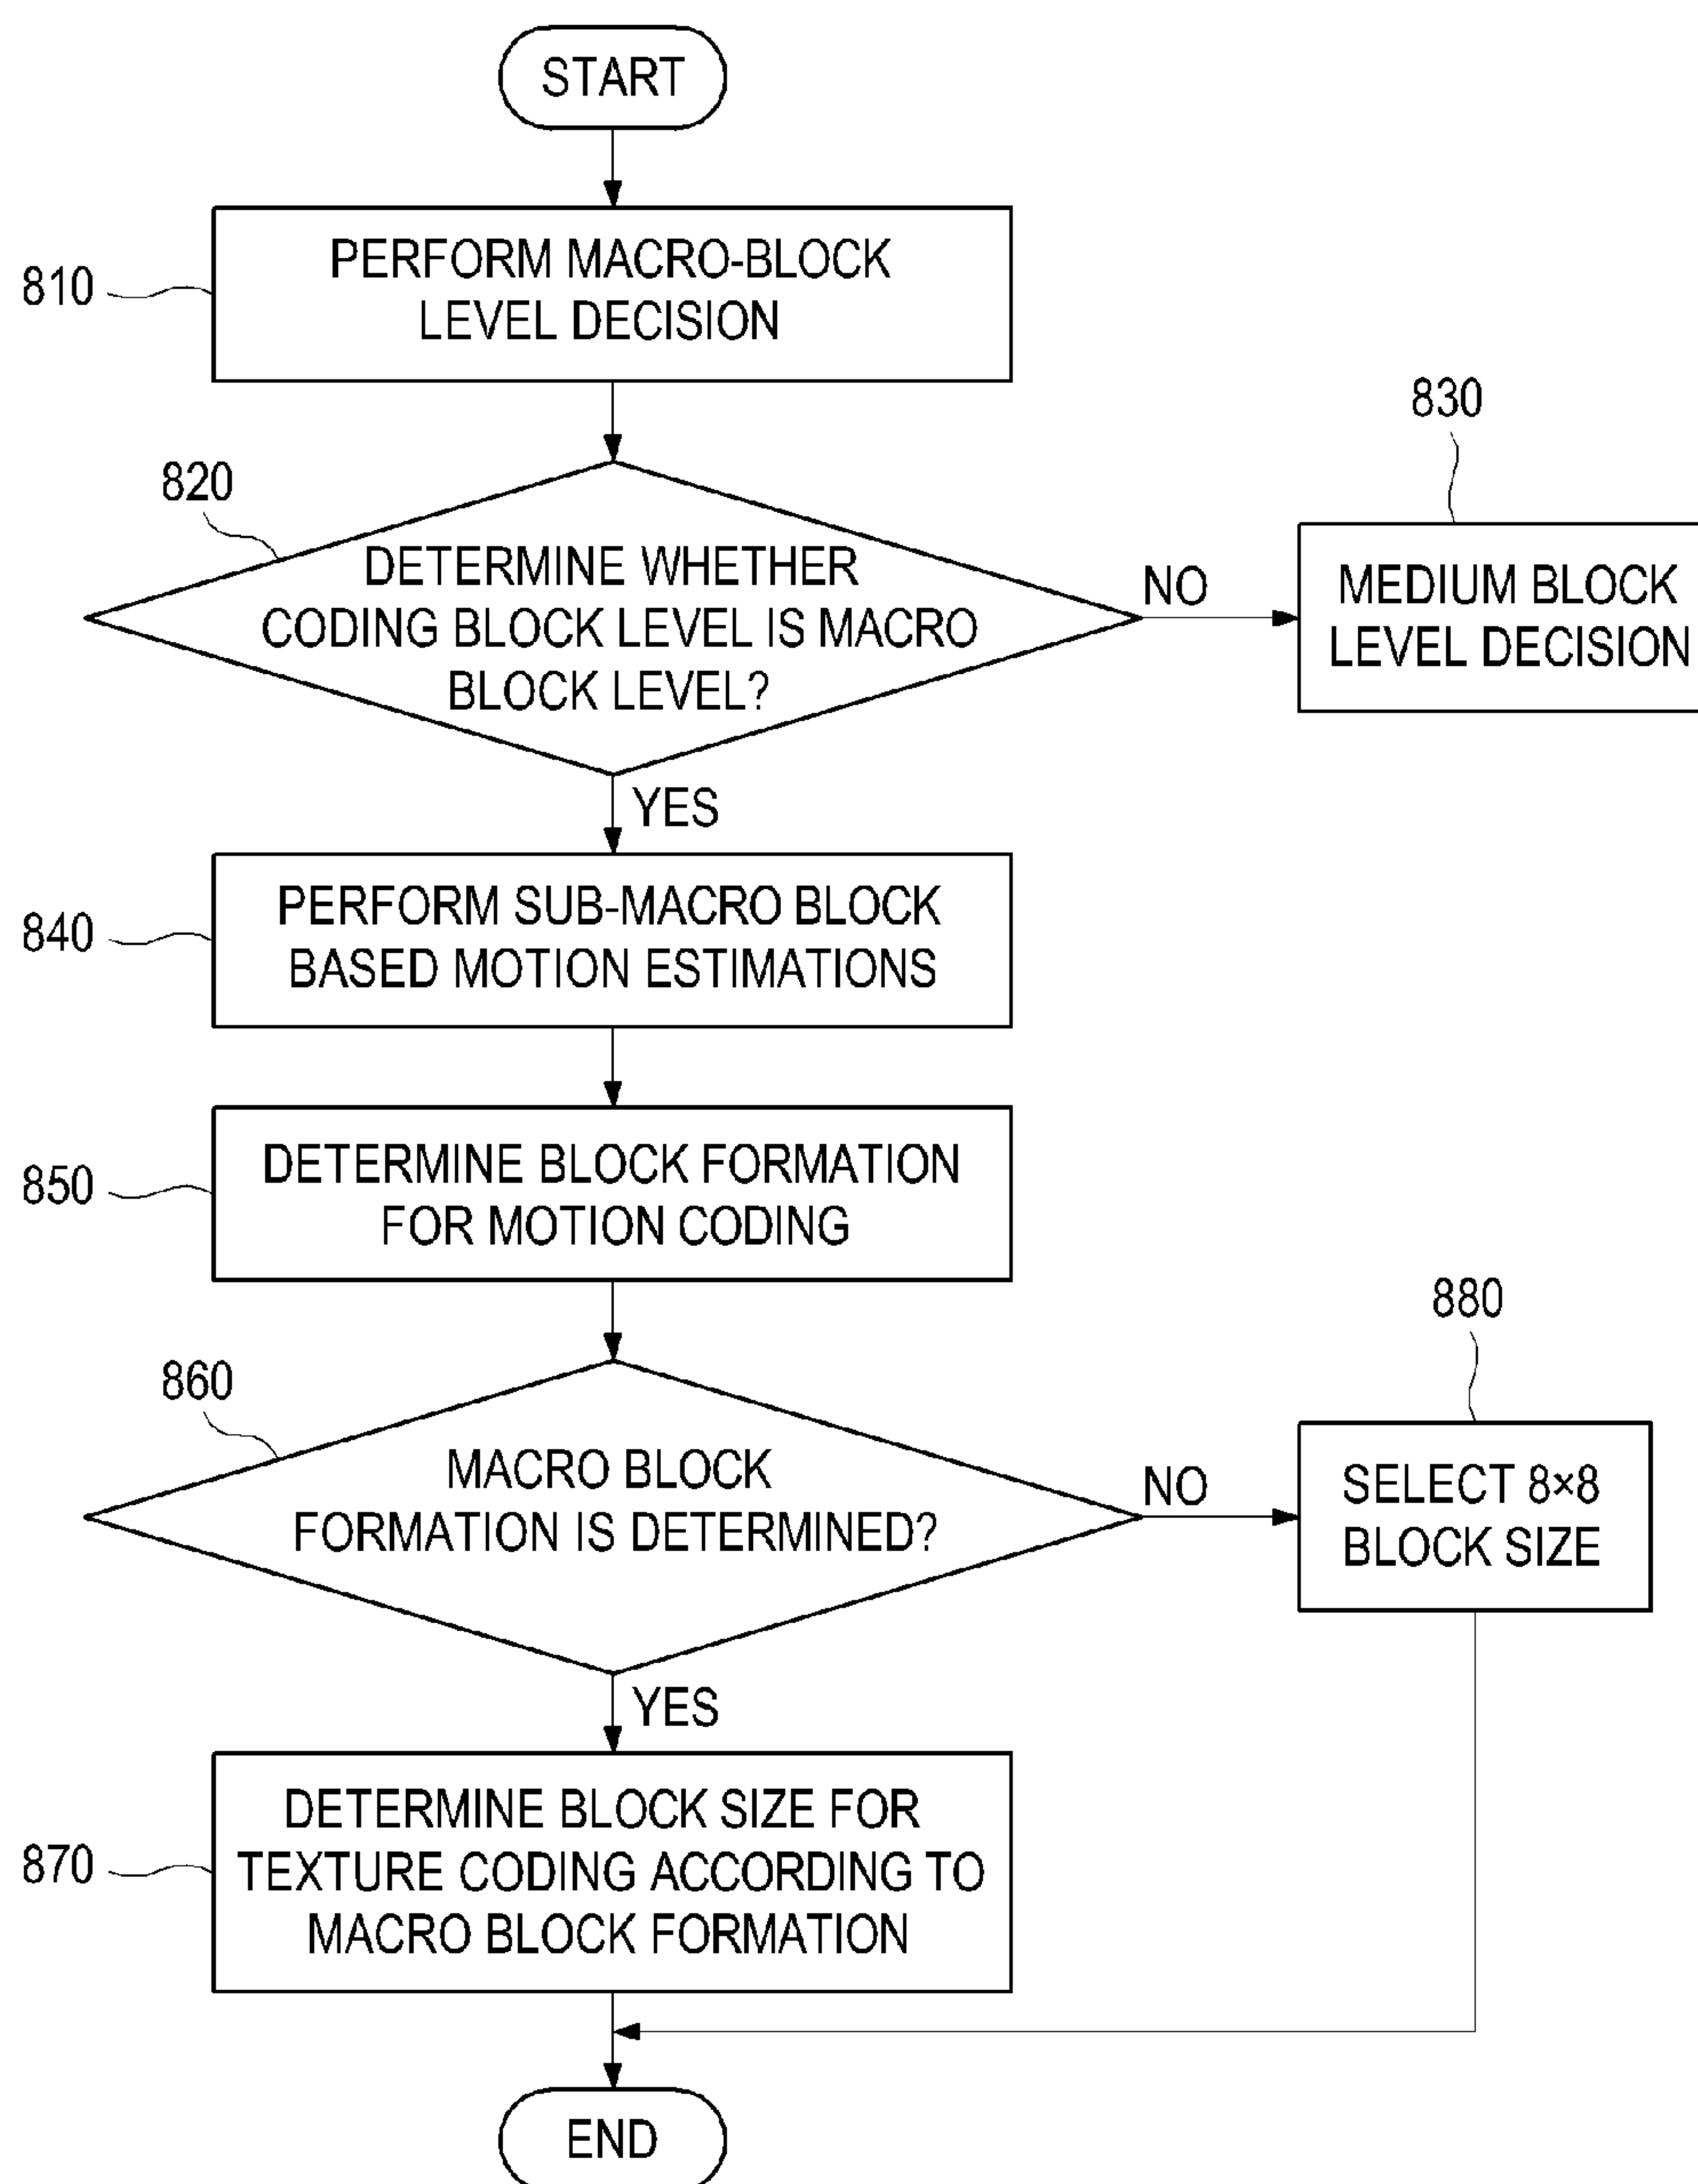 START
810
PERFORM MACRO-BLOCK
LEVEL DECISION
830
820
DETERMINE WHETHER
CODING BLOCK LEVEL IS MACRO
BLOCK LEVEL?
NO
MEDIUM BLOCK
LEVEL DECISION
YES
840
PERFORM SUB-MACRO BLOCK
BASED MOTION ESTIMATIONS
850
DETERMINE BLOCK FORMATION
FOR MOTION CODING
880
860
MACRO BLOCK
FORMATION IS DETERMINED?
NO
SELECT 8×8
BLOCK SIZE
YES
870
DETERMINE BLOCK SIZE FOR
TEXTURE CODING ACCORDING TO
MACRO BLOCK FORMATION
END